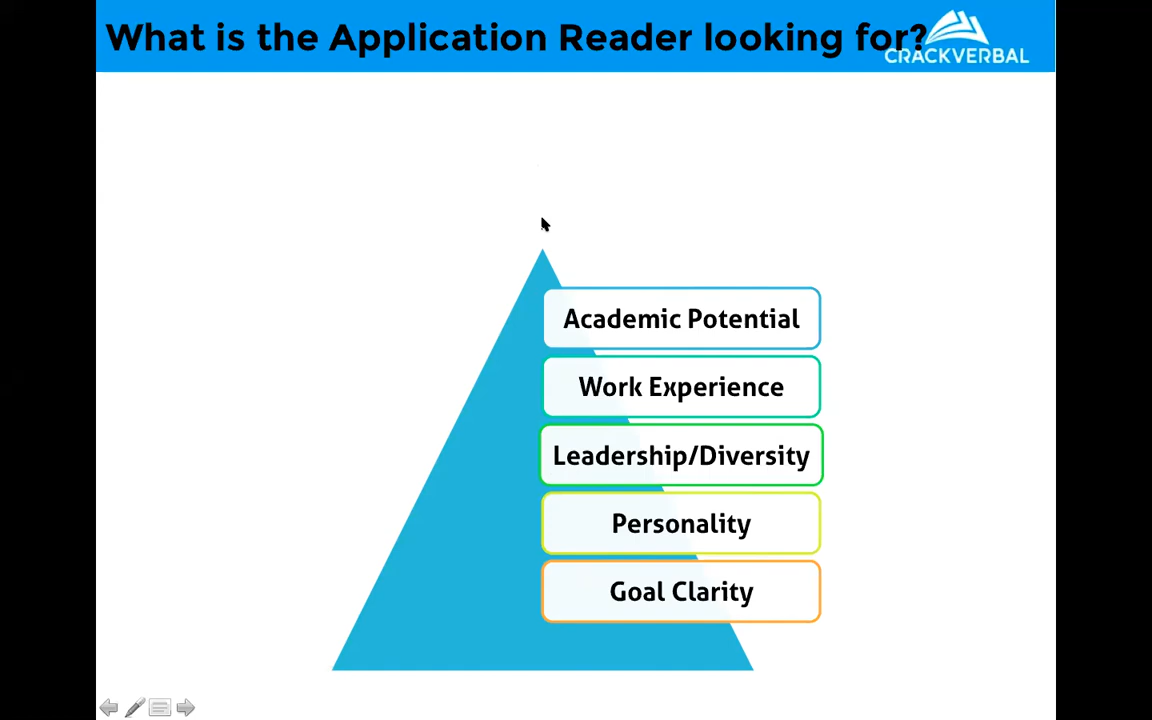 What is the Application Reader looking for?
CRACKVERBAL
Academic Potential
Work Experience
Leadership/Diversity
Personality
Goal Clarity